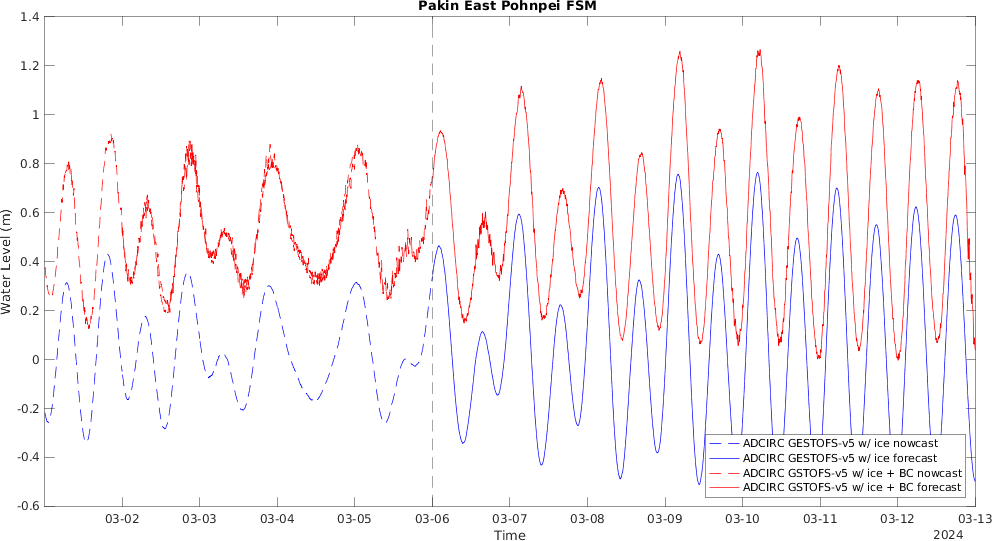 Pakin East Pohnpei FSM
1.4
1.2
1
0.8
0.6
0.4
0.2
0
-0.2
-0.4
-0.6
Water Level (m)
ADCIRC GESTOFS-v5 w/ ice nowcast
ADCIRC GESTOFS-v5 w/ ice forecast
ADCIRC GSTOFS-v5 w/ ice + BC nowcast
ADCIRC GSTOFS-v5 w/ ice + BC forecast
03-02 03-03 03-04 03-05 03-06 03-07 03-08 03-09 03-10 03-11 03-12 03-13
Time
2024